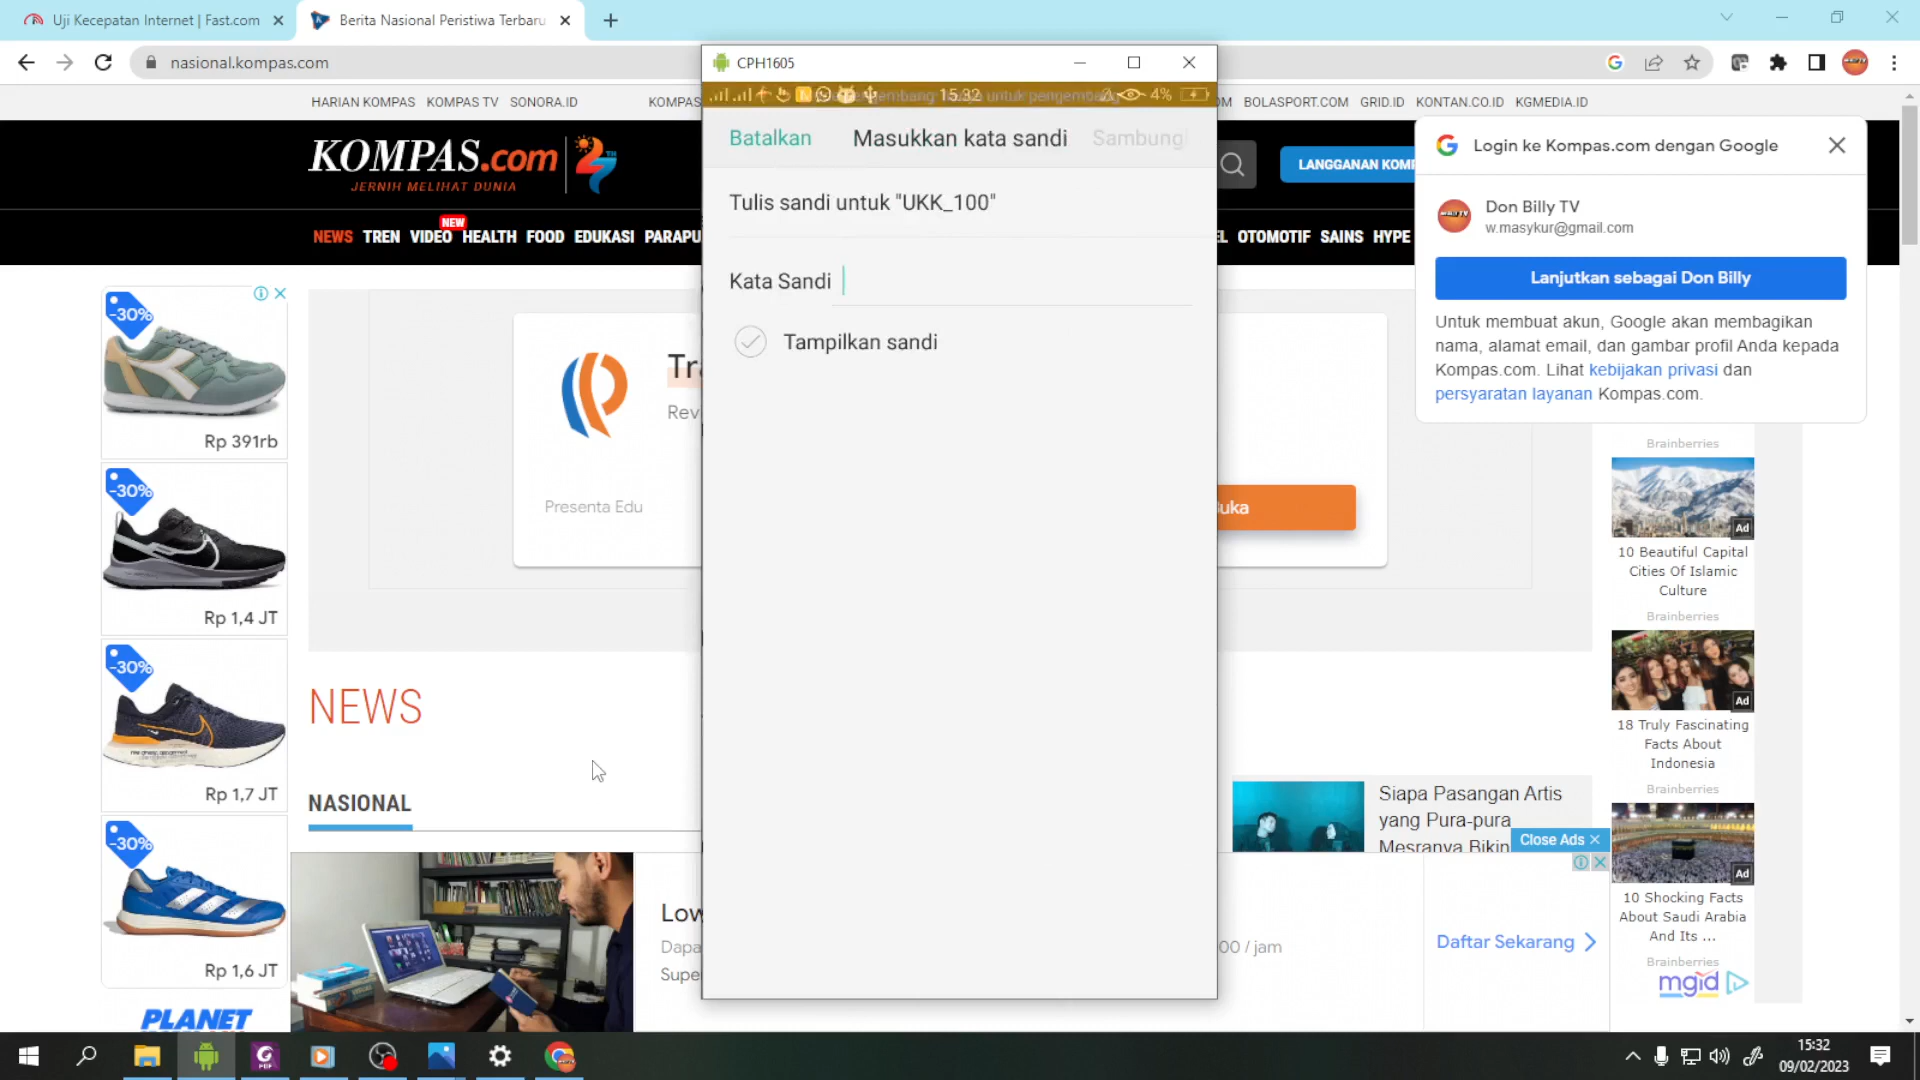 Uji Kecepatan Internet | Fast.com
Berita Nasional Peristiwa Terbaru
nasional.kompas.com
CPH1605
15.32
4%
HARIAN KOMPAS KOMPAS TV SONORA.ID KOMPAS
BOLASPORT.COM GRID.ID KONTAN.CO.ID KGMEDIA.ID
Batalkan Masukkan kata sandi Sambung
KOMPAS.com
JERNIH MELIHAT DUNIA
LANGGANAN
NEW
NEWS TREN VIDEO HEALTH FOOD EDUKASI
OTOMOTIF SAINS HYPE
Login ke Kompas.com dengan Google
Don Billy TV
w.masykur@gmail.com
Lanjutkan sebagai Don Billy
Untuk membuat akun, Google akan membagikan
nama, alamat email, dan gambar profil Anda kepada
Kompas.com. Lihat kebijakan privasi dan
persyaratan layanan Kompas.com.
Tulis sandi untuk "UKK_100"
Kata Sandi
Tampilkan sandi
-30%
Rp 391rb
-30%
Rp 1,4 JT
-30%
Rp 1,7 JT
-30%
Rp 1,6 JT
PLANET
Presenta Edu
NEWS
NASIONAL
Siapa Pasangan Artis
yang Pura-pura
Mesranya Bikin
Close Ads
00 / jam
Daftar Sekarang
Brainberries
Ad
10 Beautiful Capital
Cities Of Islamic
Culture
Brainberries
Ad
18 Truly Fascinating
Facts About
Indonesia
Brainberries
Ad
10 Shocking Facts
About Saudi Arabia
And Its ...
Brainberries
mgid
PDF
15:32
09/02/2023